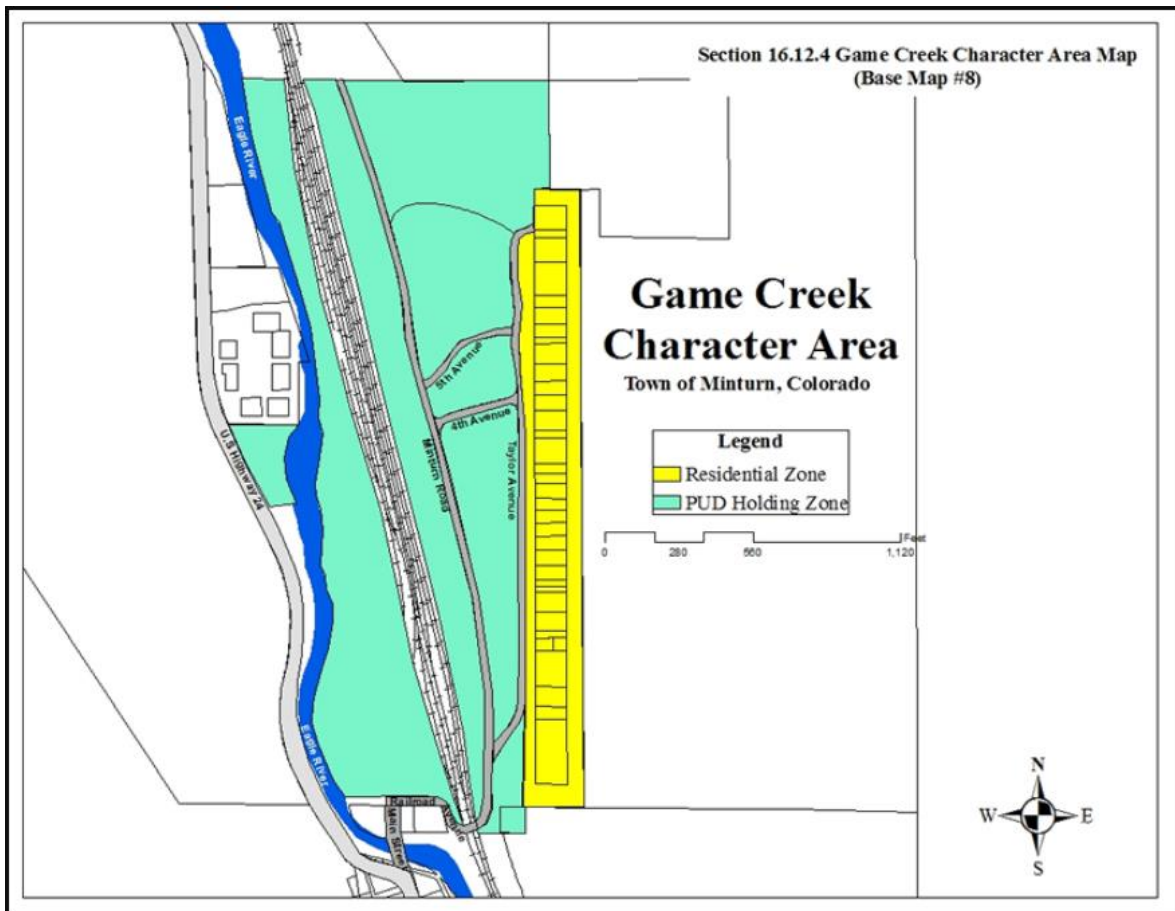 Section 16.12.4 Game Creek Character Area Map
(Base Map #8)
Eagle River
Game Creek
Character Area
Town of Minturn, Colorado
5th Avenue
4th Avenue
Minturn Road
Taylor Avenue
U.S Highway 24
Legend
Residential Zone
PUD Holding Zone
Feet
0 280 560 1,120
Eagle River
Railroad
Avenue
Main Stree
N
W E
S